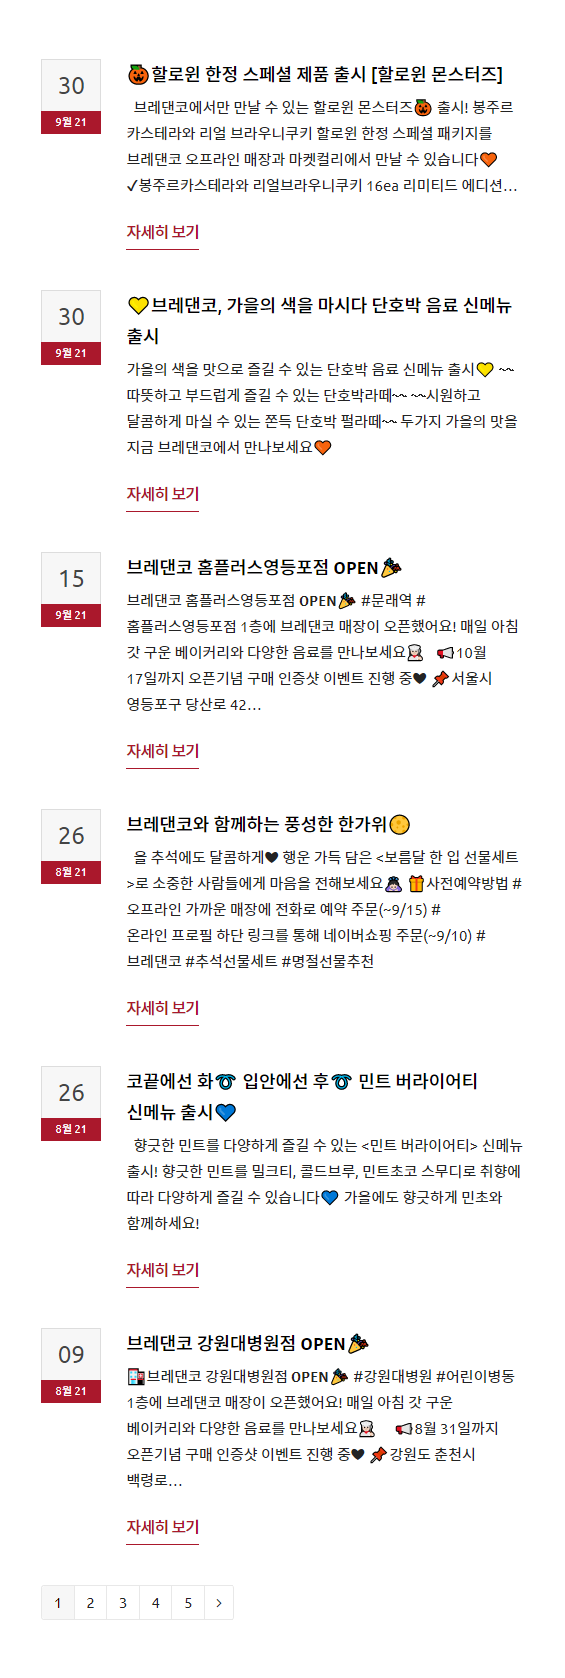 30
9월 21
🎃할로윈 한정 스페셜 제품 출시 [할로윈 몬스터즈]
브레댄코에서만 만날 수 있는 할로윈 몬스터즈🎃 출시! 봉주르
카스테라와 리얼 브라우니쿠키 할로윈 한정 스페셜 패키지를
브레댄코 오프라인 매장과 마켓컬리에서 만날 수 있습니다🧡
✓봉주르카스테라와 리얼브라우니쿠키 16ea 리미티드 에디션…
자세히 보기
30
9월 21
💛브레댄코, 가을의 색을 마시다 단호박 음료 신메뉴
출시
가을의 색을 맛으로 즐길 수 있는 단호박 음료 신메뉴 출시💛 〰
따뜻하고 부드럽게 즐길 수 있는 단호박라떼〰 〰시원하고
달콤하게 마실 수 있는 쫀득 단호박 펄라떼〰 두가지 가을의 맛을
지금 브레댄코에서 만나보세요🧡
자세히 보기
15
9월 21
브레댄코 홈플러스영등포점 OPEN🎉
브레댄코 홈플러스영등포점 OPEN🎉 #문래역 #
홈플러스영등포점 1층에 브레댄코 매장이 오픈했어요! 매일 아침
갓 구운 베이커리와 다양한 음료를 만나보세요👨‍🍳 📢10월
17일까지 오픈기념 구매 인증샷 이벤트 진행 중🖤 📌서울시
영등포구 당산로 42…
자세히 보기
26
8월 21
브레댄코와 함께하는 풍성한 한가위🌕
올 추석에도 달콤하게🖤 행운 가득 담은 <보름달 한 입 선물세트
>로 소중한 사람들에게 마음을 전해보세요🙇‍♀️ 🎁사전예약방법 #
오프라인 가까운 매장에 전화로 예약 주문(~9/15) #
온라인 프로필 하단 링크를 통해 네이버쇼핑 주문(~9/10) #
브레댄코 #추석선물세트 #명절선물추천
자세히 보기
26
8월 21
코끝에선 화➰ 입안에선 후➰ 민트 버라이어티
신메뉴 출시💙
향긋한 민트를 다양하게 즐길 수 있는 <민트 버라이어티> 신메뉴
출시! 향긋한 민트를 밀크티, 콜드브루, 민트초코 스무디로 취향에
따라 다양하게 즐길 수 있습니다💙 가을에도 향긋하게 민초와
함께하세요!
자세히 보기
09
8월 21
브레댄코 강원대병원점 OPEN🎉
🏥브레댄코 강원대병원점 OPEN🎉 #강원대병원 #어린이병동
1층에 브레댄코 매장이 오픈했어요! 매일 아침 갓 구운
베이커리와 다양한 음료를 만나보세요👨‍🍳 📢8월 31일까지
오픈기념 구매 인증샷 이벤트 진행 중🖤 📌강원도 춘천시
백령로…
자세히 보기
1 2 3 4 5 >